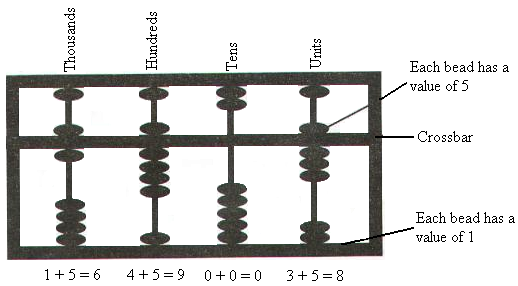 Thousands
Hundreds
Tens
Units
Each bead has a
value of 5
Crossbar
Each bead has a
value of 1
1 + 5 = 6
4 + 5 = 9
0 + 0 = 0
3 + 5 = 8